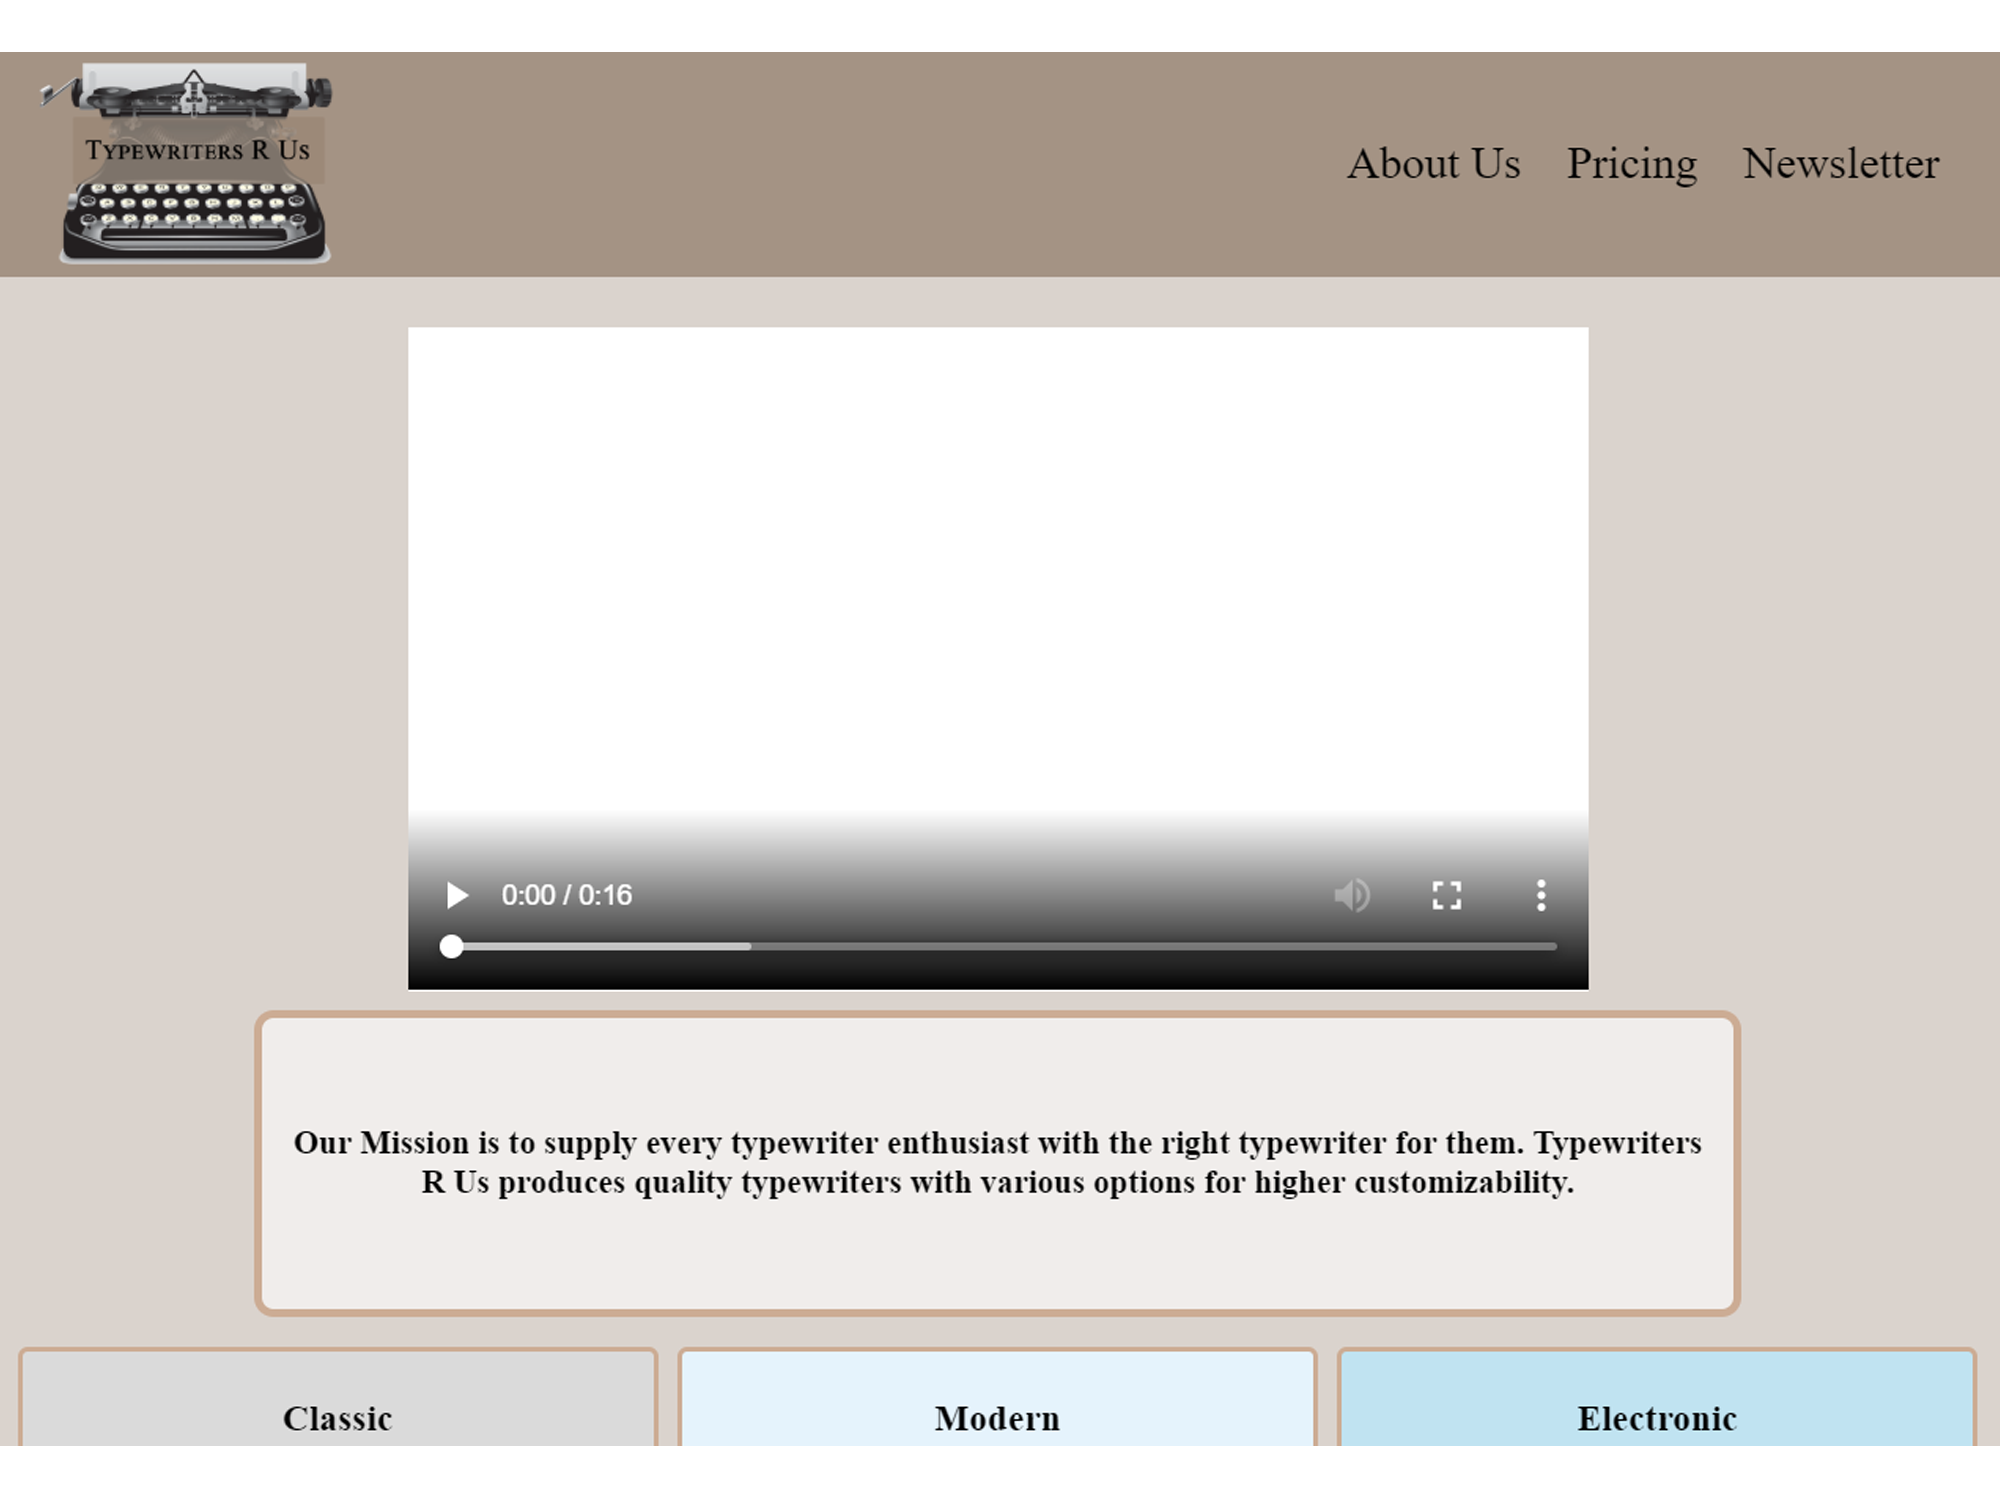 Typewriters R Us
About Us Pricing Newsletter
0:00 / 0:16
Our Mission is to supply every typewriter enthusiast with the right typewriter for them. Typewriters
R Us produces quality typewriters with various options for higher customizability.
Classic Modern Electronic